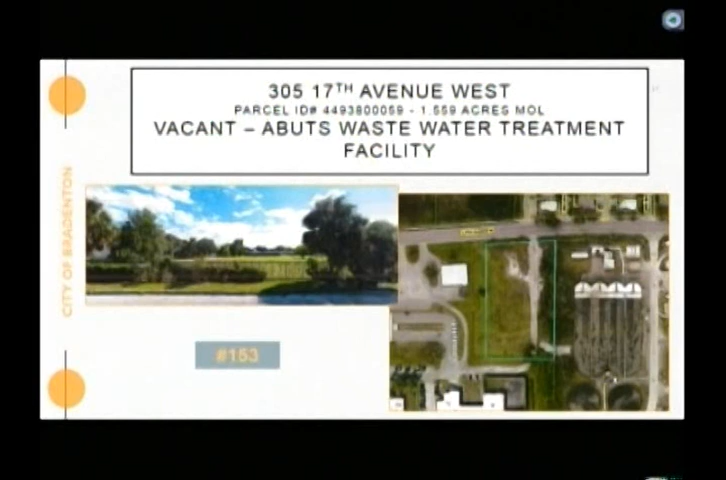 305 17TH AVENUE WEST
PARCEL ID# 4493800059 - 1.559 ACRES MOL
VACANT – ABUTS WASTE WATER TREATMENT
FACILITY
CITY OF BRADENTON
#153